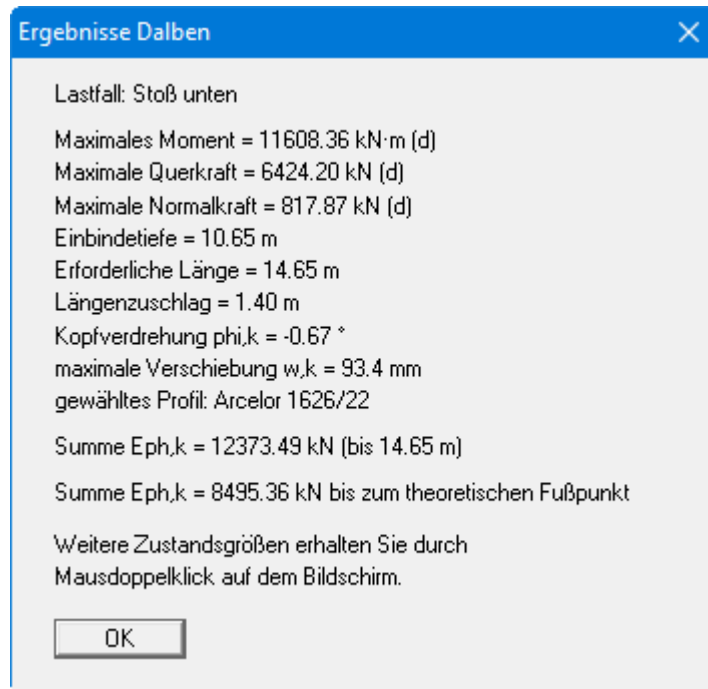 Ergebnisse Dalben
Lastfall: Stoß unten
Maximales Moment = 11608.36 kN·m (d)
Maximale Querkraft = 6424.20 kN (d)
Maximale Normalkraft = 817.87 kN (d)
Einbindetiefe = 10.65 m
Erforderliche Länge = 14.65 m
Längenzuschlag = 1.40 m
Kopfverdrehung phi,k = -0.67 °
maximale Verschiebung w,k = 93.4 mm
gewähltes Profil: Arcelor 1626/22
Summe Eph,k = 12373.49 kN (bis 14.65 m)
Summe Eph,k = 8495.36 kN bis zum theoretischen Fußpunkt
Weitere Zustandsgrößen erhalten Sie durch
Mausdoppelklick auf dem Bildschirm.
OK